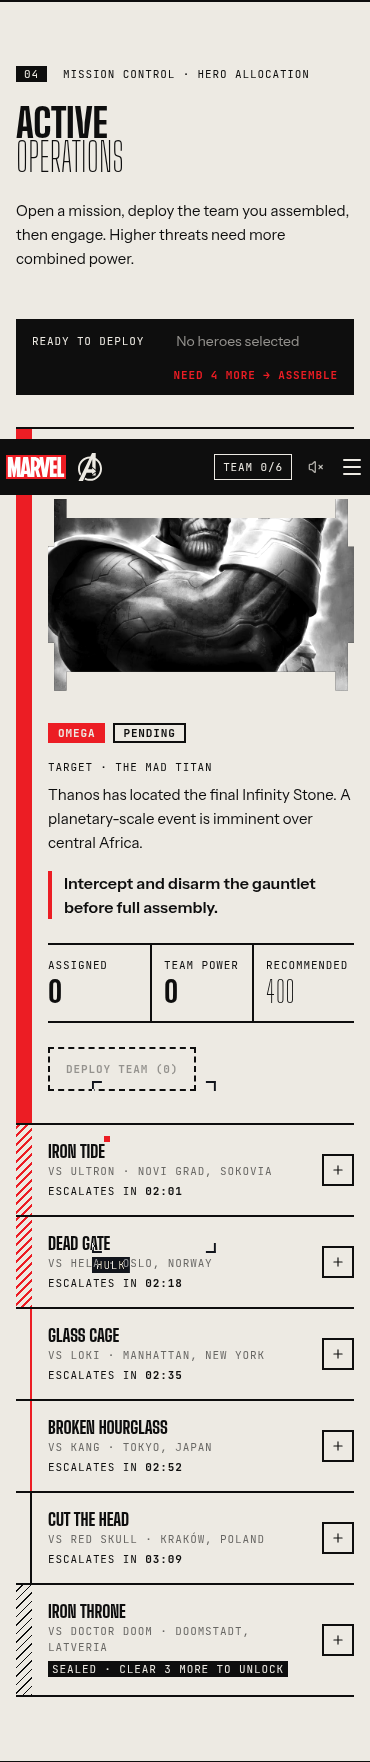 04 MISSION CONTROL · HERO ALLOCATION
ACTIVE
OPERATIONS
Open a mission, deploy the team you assembled,
then engage. Higher threats need more
combined power.
READY TO DEPLOY No heroes selected
NEED 4 MORE → ASSEMBLE
MARVEL TEAM 0/6
OMEGA PENDING
TARGET · THE MAD TITAN
Thanos has located the final Infinity Stone. A
planetary-scale event is imminent over
central Africa.
Intercept and disarm the gauntlet
before full assembly.
ASSIGNED TEAM POWER RECOMMENDED
0 0 400
DEPLOY TEAM (0)
IRON TIDE
VS ULTRON · NOVI GRAD, SOKOVIA
ESCALATES IN 02:01
DEAD GATE
VS HELA · OSLO, NORWAY
HULK
ESCALATES IN 02:18
GLASS CAGE
VS LOKI · MANHATTAN, NEW YORK
ESCALATES IN 02:35
BROKEN HOURGLASS
VS KANG · TOKYO, JAPAN
ESCALATES IN 02:52
CUT THE HEAD
VS RED SKULL · KRAKÓW, POLAND
ESCALATES IN 03:09
IRON THRONE
VS DOCTOR DOOM · DOOMSTADT,
LATVERIA
SEALED · CLEAR 3 MORE TO UNLOCK